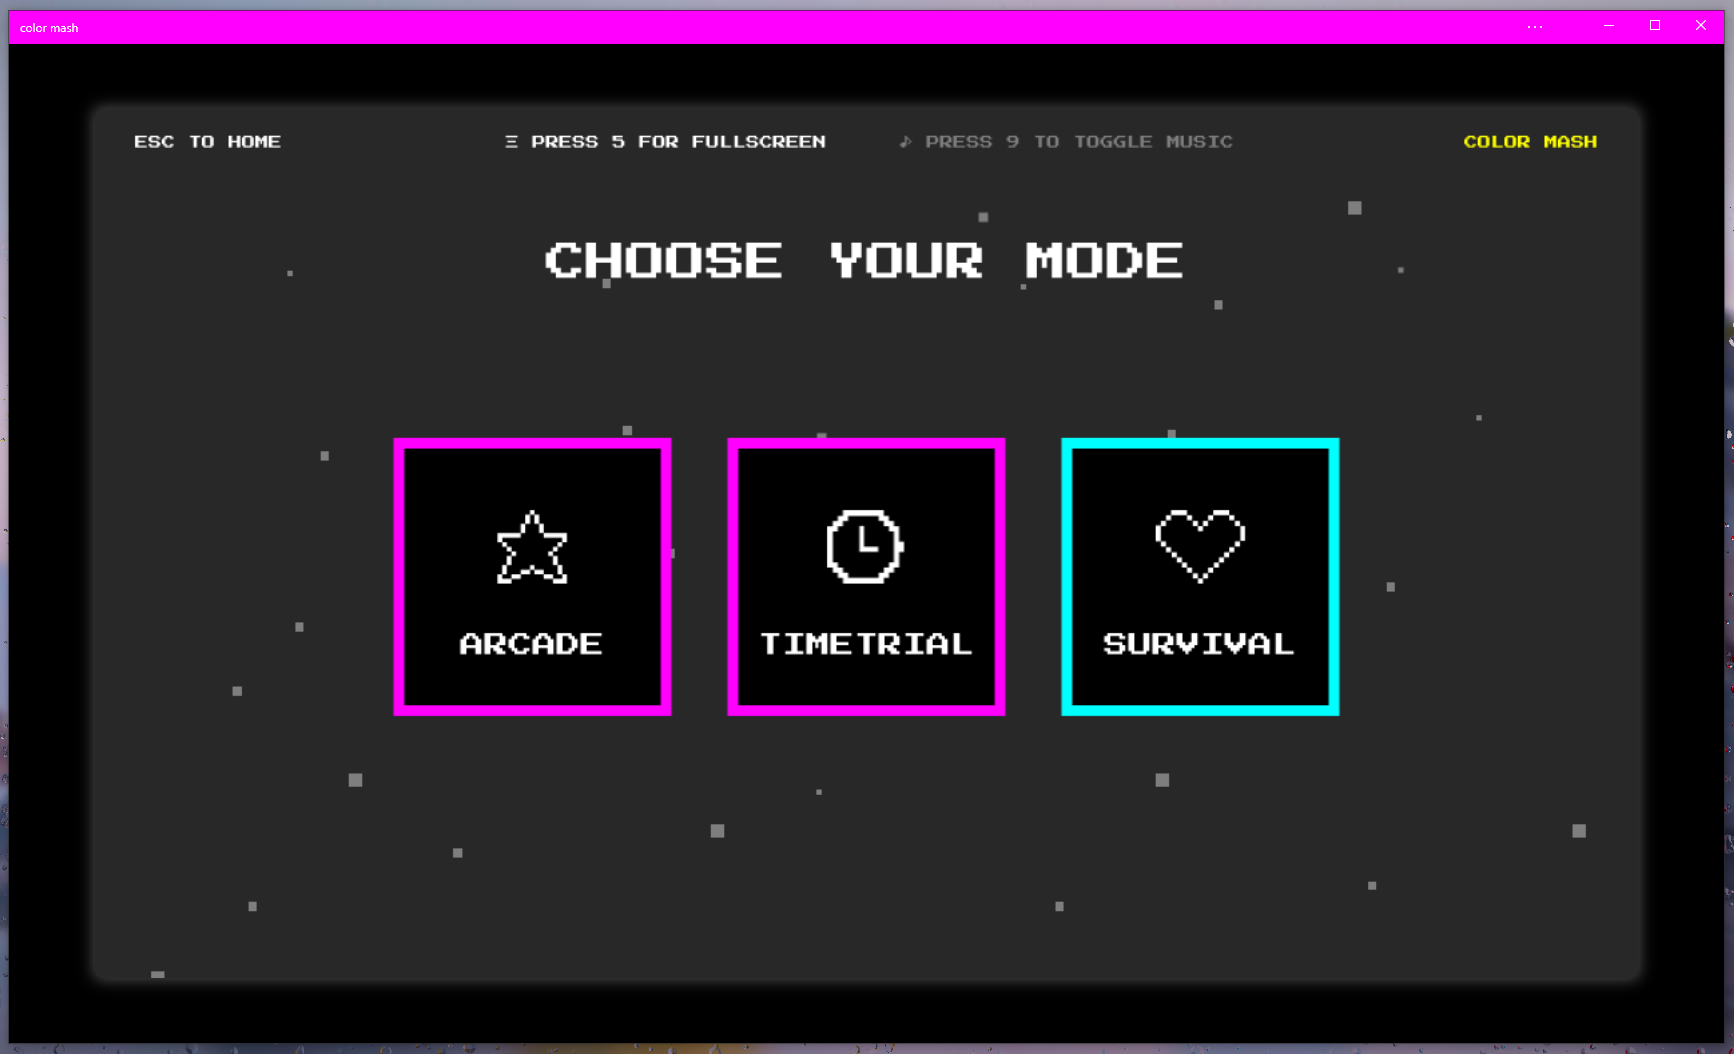 color mash
ESC TO HOME
Ξ PRESS 5 FOR FULLSCREEN
♪ PRESS 9 TO TOGGLE MUSIC
COLOR MASH
CHOOSE YOUR MODE
ARCADE
TIMETRIAL
SURVIVAL